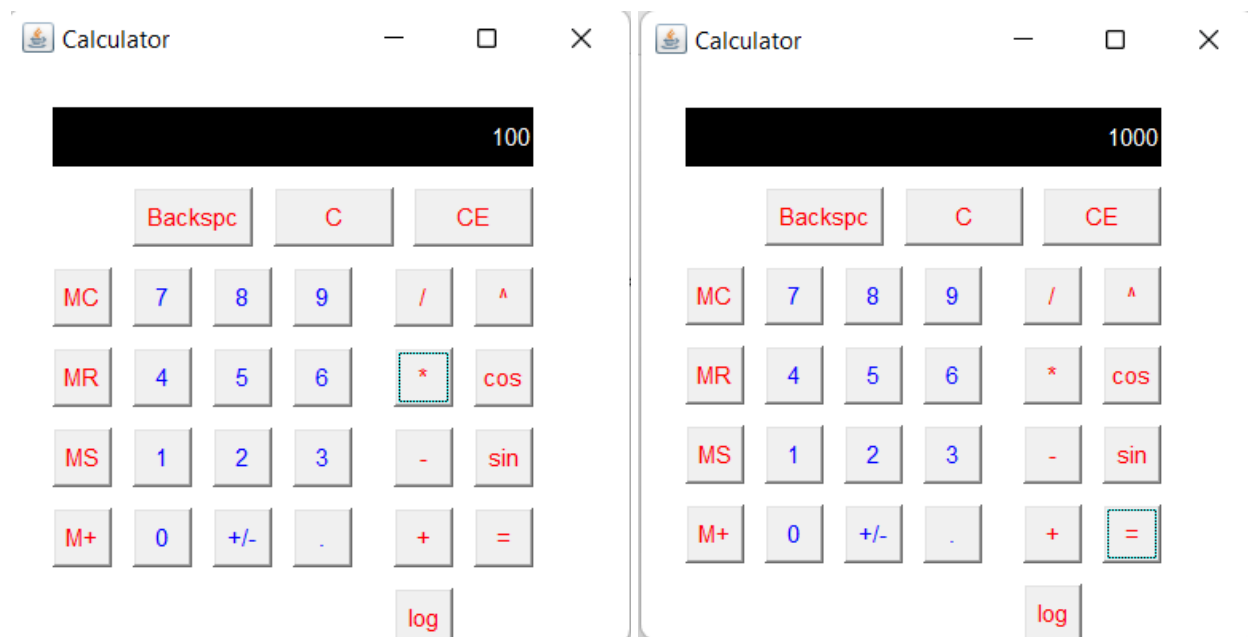 Calculator
100
Backspc C CE
MC 7 8 9 / ^
MR 4 5 6 * cos
MS 1 2 3 - sin
M+ 0 +/- . + =
log
Calculator
1000
Backspc C CE
MC 7 8 9 / ^
MR 4 5 6 * cos
MS 1 2 3 - sin
M+ 0 +/- . + =
log